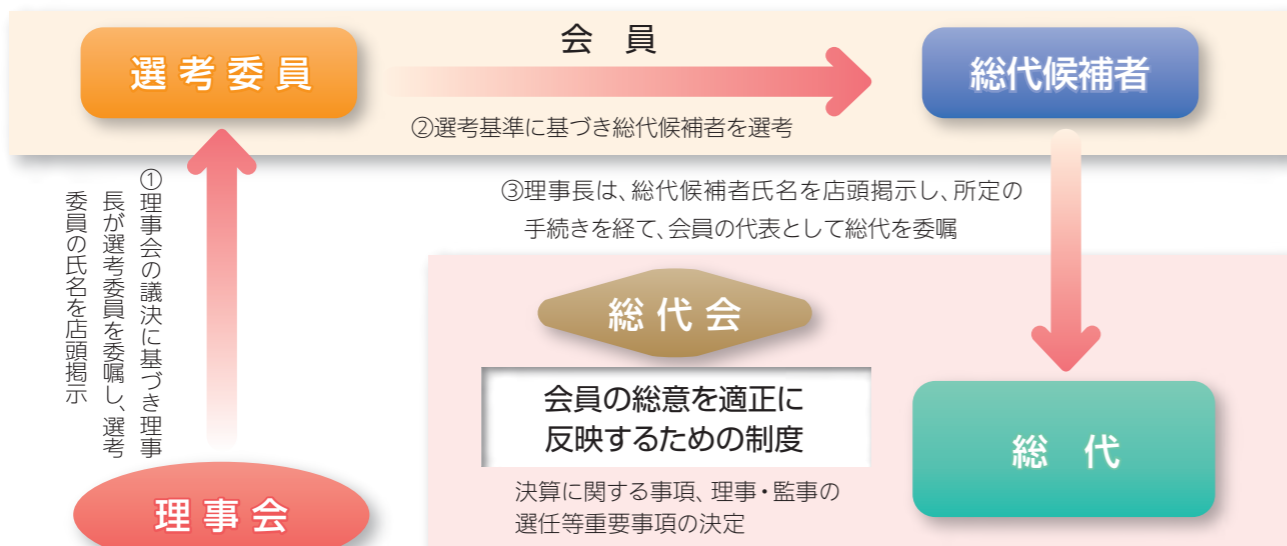 会 員
選考委員
総代候補者
②選考基準に基づき総代候補者を選考
①理事会の議決に基づき理事
長が選考委員を委嘱し、選考
委員の氏名を店頭掲示
③理事長は、総代候補者氏名を店頭掲示し、所定の
手続きを経て、会員の代表として総代を委嘱
総代会
会員の総意を適正に
反映するための制度
決算に関する事項、理事・監事の
選任等重要事項の決定
総 代
理事会